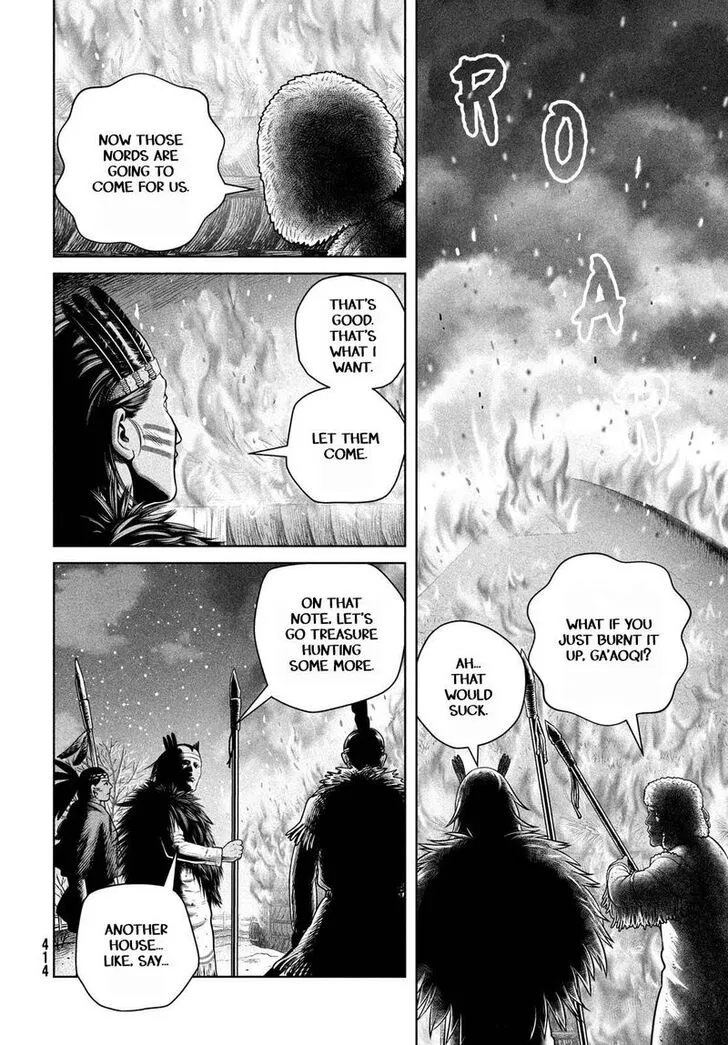 ROAR
WHAT IF YOU
JUST BURNT IT
UP, GA'AOQI?
AH...
THAT
WOULD
SUCK.
NOW THOSE
NORDS ARE
GOING TO
COME FOR US.
THAT'S
GOOD.
THAT'S
WHAT I
WANT.
LET THEM
COME.
ON THAT
NOTE, LET'S
GO TREASURE
HUNTING
SOME MORE.
ANOTHER
HOUSE...
LIKE, SAY...
414